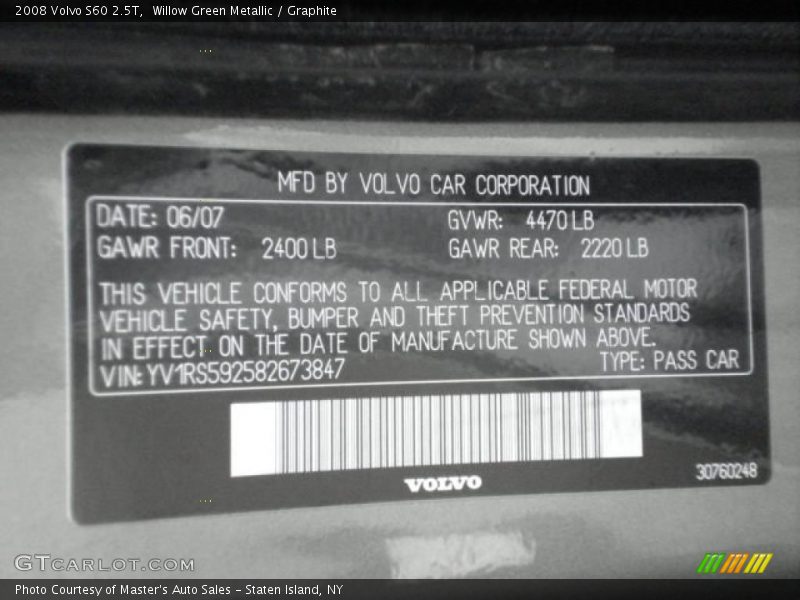 2008 Volvo S60 2.5T,  Willow Green Metallic / Graphite
MFD BY VOLVO CAR CORPORATION
DATE: 06/07 GVWR: 4470 LB
GAWR FRONT: 2400 LB GAWR REAR: 2220 LB
THIS VEHICLE CONFORMS TO ALL APPLICABLE FEDERAL MOTOR
VEHICLE SAFETY, BUMPER AND THEFT PREVENTION STANDARDS
IN EFFECT ON THE DATE OF MANUFACTURE SHOWN ABOVE.
VIN: YV1RS592582673847 TYPE: PASS CAR
VOLVO
30760248
GTCARLOT.COM
Photo Courtesy of Master's Auto Sales - Staten Island, NY